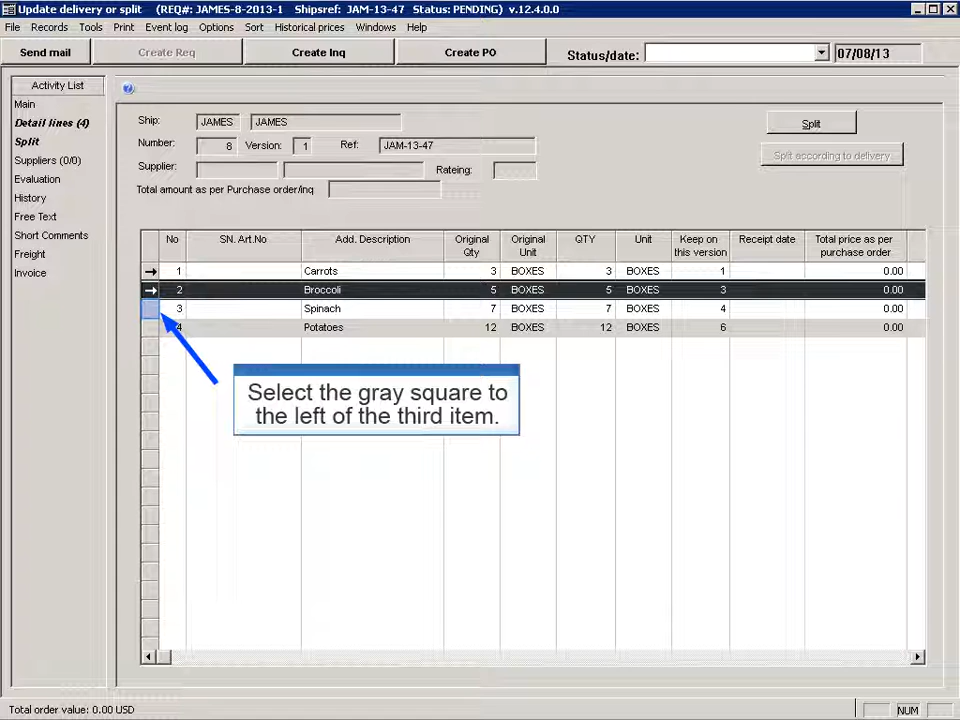 Update delivery or split (REQ#: JAMES-8-2013-1 Shipsref: JAM-13-47 Status: PENDING) v.12.4.0.0
File Records Tools Print Event log Options Sort Historical prices Windows Help
Send mail Create Req Create Inq Create PO Status/date: 07/08/13
Activity List
Main
Detail lines (4)
Split
Suppliers (0/0)
Evaluation
History
Free Text
Short Comments
Freight
Invoice
Ship: JAMES JAMES
Number: 8 Version: 1 Ref: JAM-13-47
Supplier: Rateing:
Total amount as per Purchase order/inq
Split
Split according to delivery
No SN. Art.No Add. Description Original Qty Original Unit QTY Unit Keep on this version Receipt date Total price as per purchase order
1 Carrots 3 BOXES 3 BOXES 1 0.00
2 Broccoli 5 BOXES 5 BOXES 3 0.00
3 Spinach 7 BOXES 7 BOXES 4 0.00
4 Potatoes 12 BOXES 12 BOXES 6 0.00
Select the gray square to
the left of the third item.
Total order value: 0.00 USD NUM